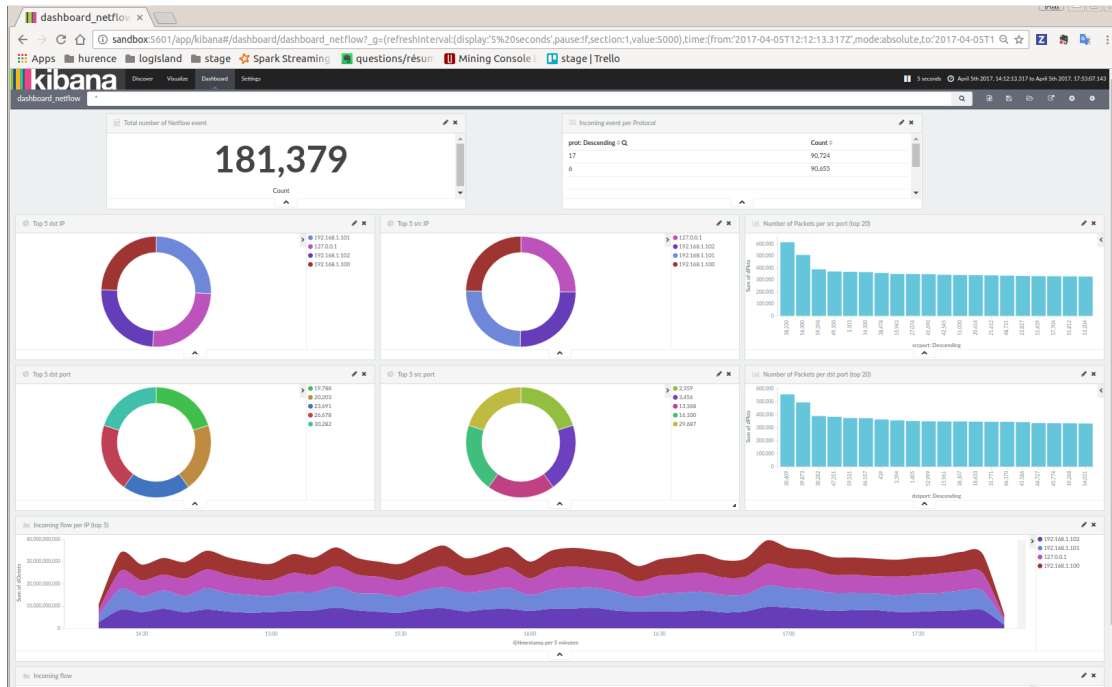 dashboard_netflow
sandbox:5601/app/kibana#/dashboard/dashboard_netflow?_g=(refreshInterval:(display:'5%20seconds',pause:!f,section:1,value:5000),time:(from:'2017-04-05T12:12:13.317Z',mode:absolute,to:'2017-04-05T1
Apps hurence logisland stage Spark Streaming questions/résum Mining Console stage | Trello
kibana Discover Visualize Dashboard Settings 5 seconds April 5th 2017, 14:12:13.317 to April 5th 2017, 17:53:07.143
dashboard_netflow *
Total number of Netflow event
181,379
Count
Incoming event per Protocol
prot: Descending Count
17 90,724
6 90,655
Top 5 dst IP
192.168.1.101
127.0.0.1
192.168.1.102
192.168.1.100
Top 5 src IP
127.0.0.1
192.168.1.102
192.168.1.101
192.168.1.100
Number of Packets per src port (top 20)
Sum of dPkts
600,000
500,000
400,000
300,000
200,000
100,000
0
srcport: Descending
Top 5 dst port
19,788
20,203
23,691
26,678
30,282
Top 5 src port
2,359
3,456
13,348
16,100
29,687
Number of Packets per dst port (top 20)
Sum of dPkts
600,000
500,000
400,000
300,000
200,000
100,000
0
dstport: Descending
Incoming flow per IP (top 5)
Sum of dOctets
40,000,000,000
30,000,000,000
20,000,000,000
10,000,000,000
0
14:30 15:00 15:30 16:00 16:30 17:00 17:30
@timestamp per 5 minutes
192.168.1.102
192.168.1.101
127.0.0.1
192.168.1.100
Incoming flow